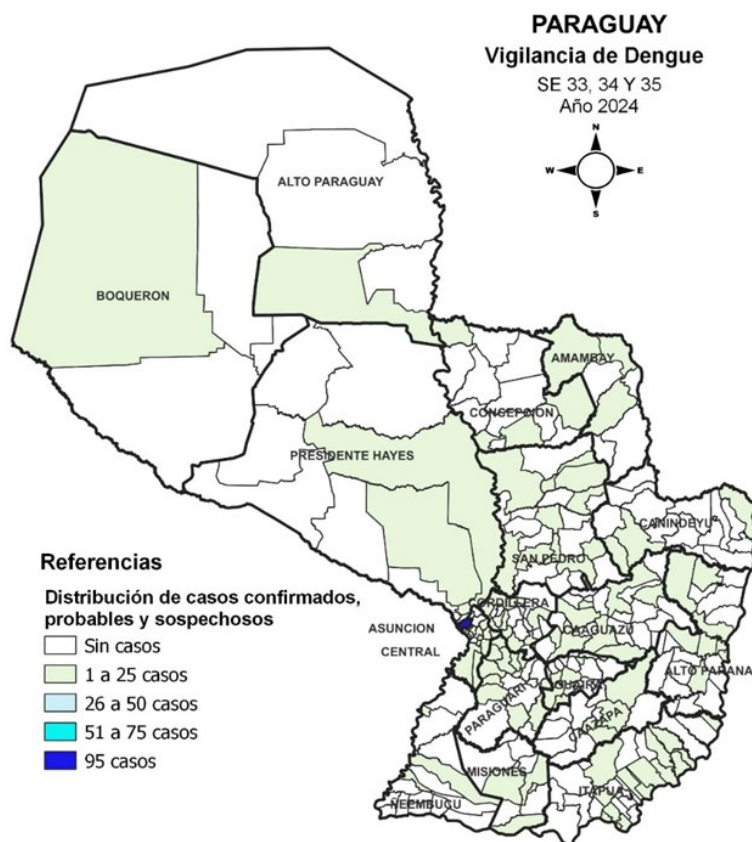 PARAGUAY
Vigilancia de Dengue
SE 33, 34 Y 35
Año 2024
N
W E
S
ALTO PARAGUAY
BOQUERON
AMAMBAY
CONCEPCION
PRESIDENTE HAYES
CANINDEYU
SAN PEDRO
CORDILLERA
CAAGUAZU
ASUNCION
CENTRAL
ALTO PARANA
GUAIRA
PARAGUARI
CAAZAPA
MISIONES
ITAPUA
ÑEEMBUCU
Referencias
Distribución de casos confirmados,
probables y sospechosos
Sin casos
1 a 25 casos
26 a 50 casos
51 a 75 casos
95 casos